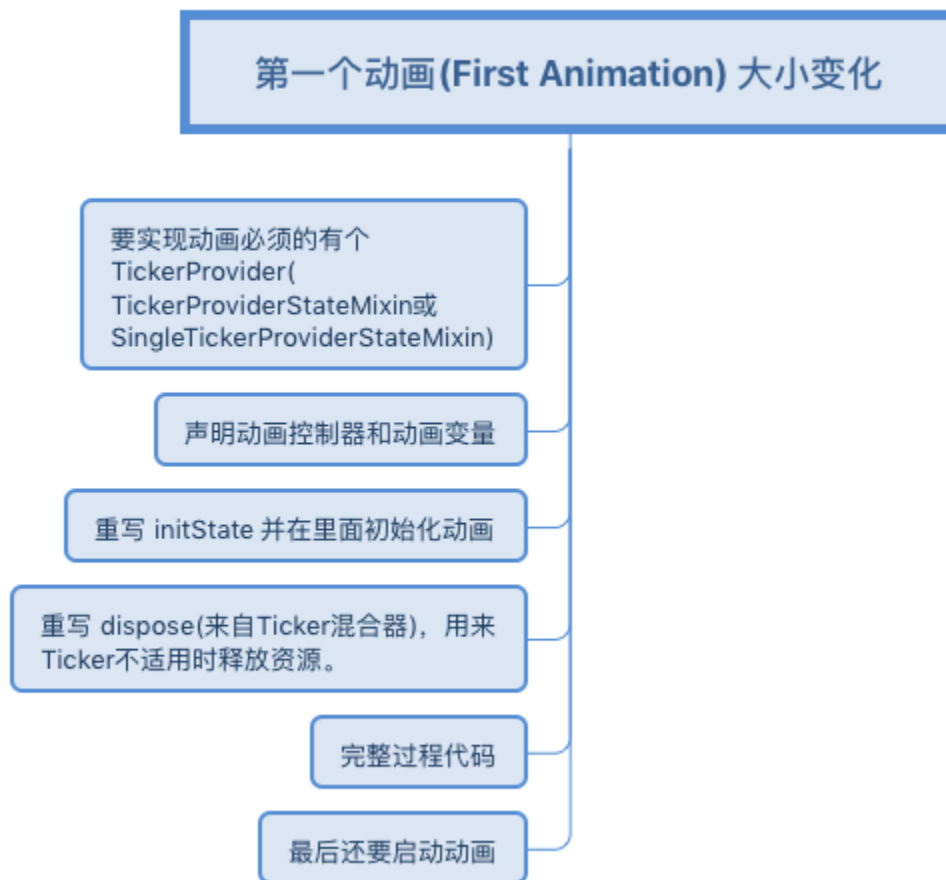 第一个动画(First Animation) 大小变化
要实现动画必须的有个
TickerProvider(
TickerProviderStateMixin或
SingleTickerProviderStateMixin)
声明动画控制器和动画变量
重写 initState 并在里面初始化动画
重写 dispose(来自Ticker混合器)，用来
Ticker不适用时释放资源。
完整过程代码
最后还要启动动画